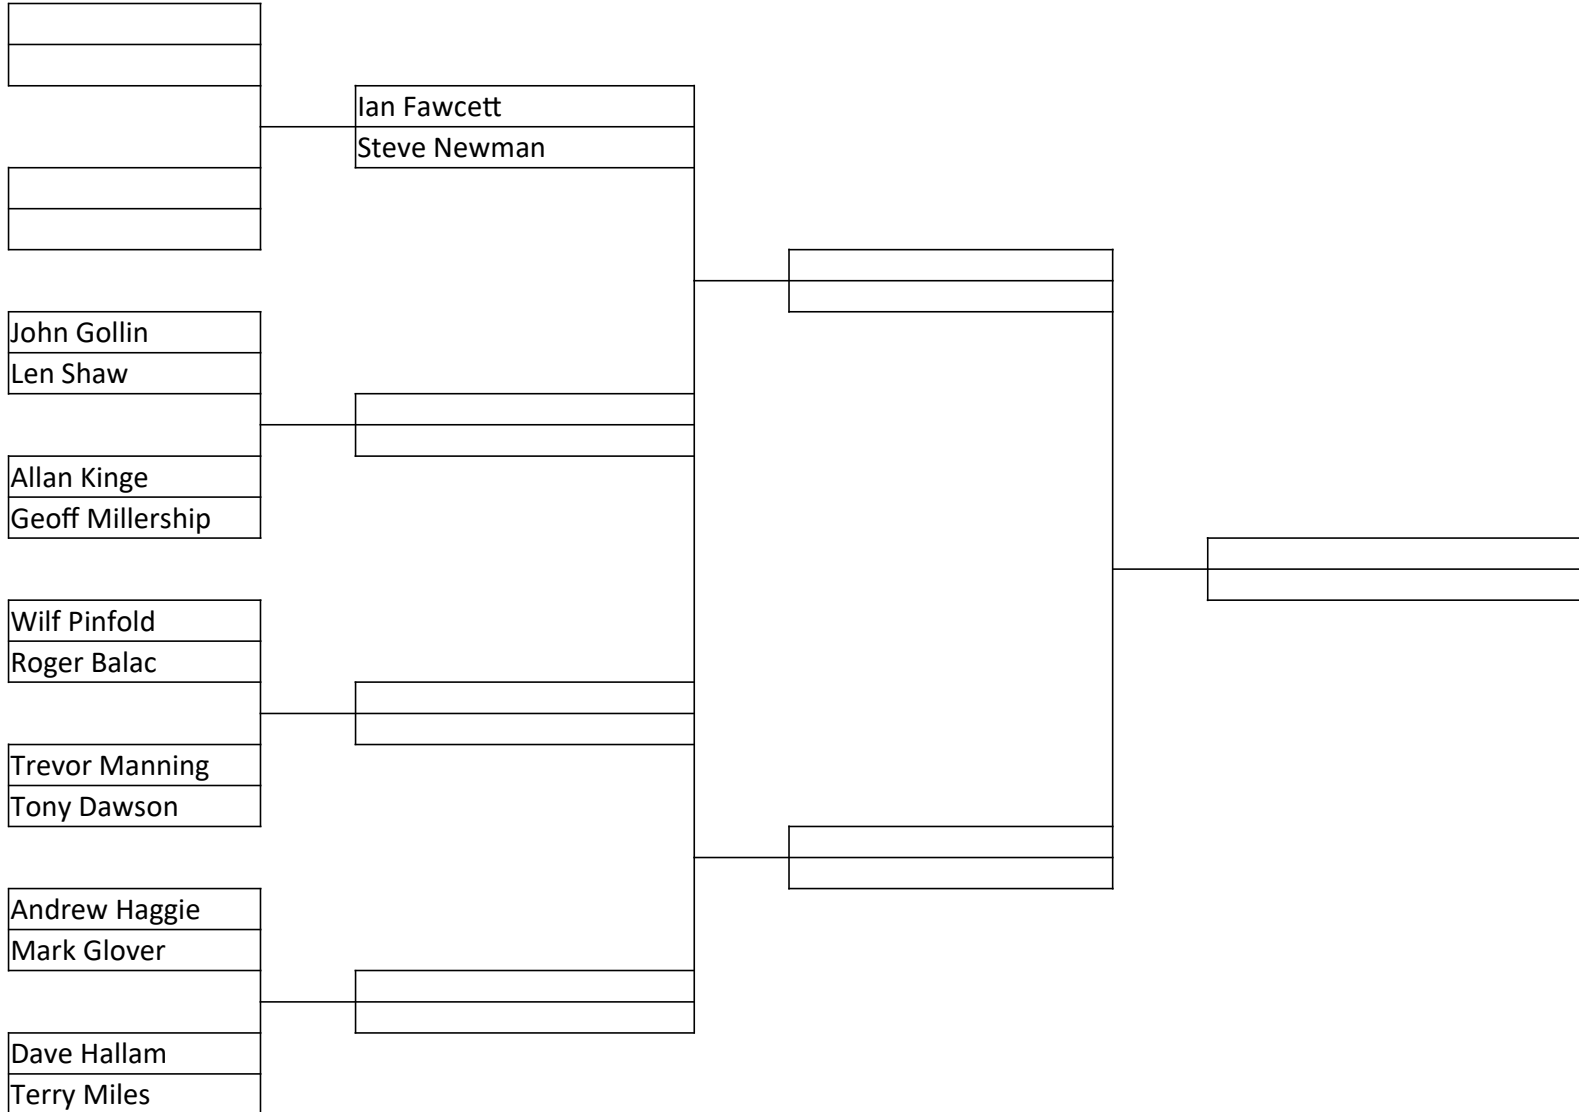 Ian Fawcett
Steve Newman
John Gollin
Len Shaw
Allan Kinge
Geoff Millership
Wilf Pinfold
Roger Balac
Trevor Manning
Tony Dawson
Andrew Haggie
Mark Glover
Dave Hallam
Terry Miles